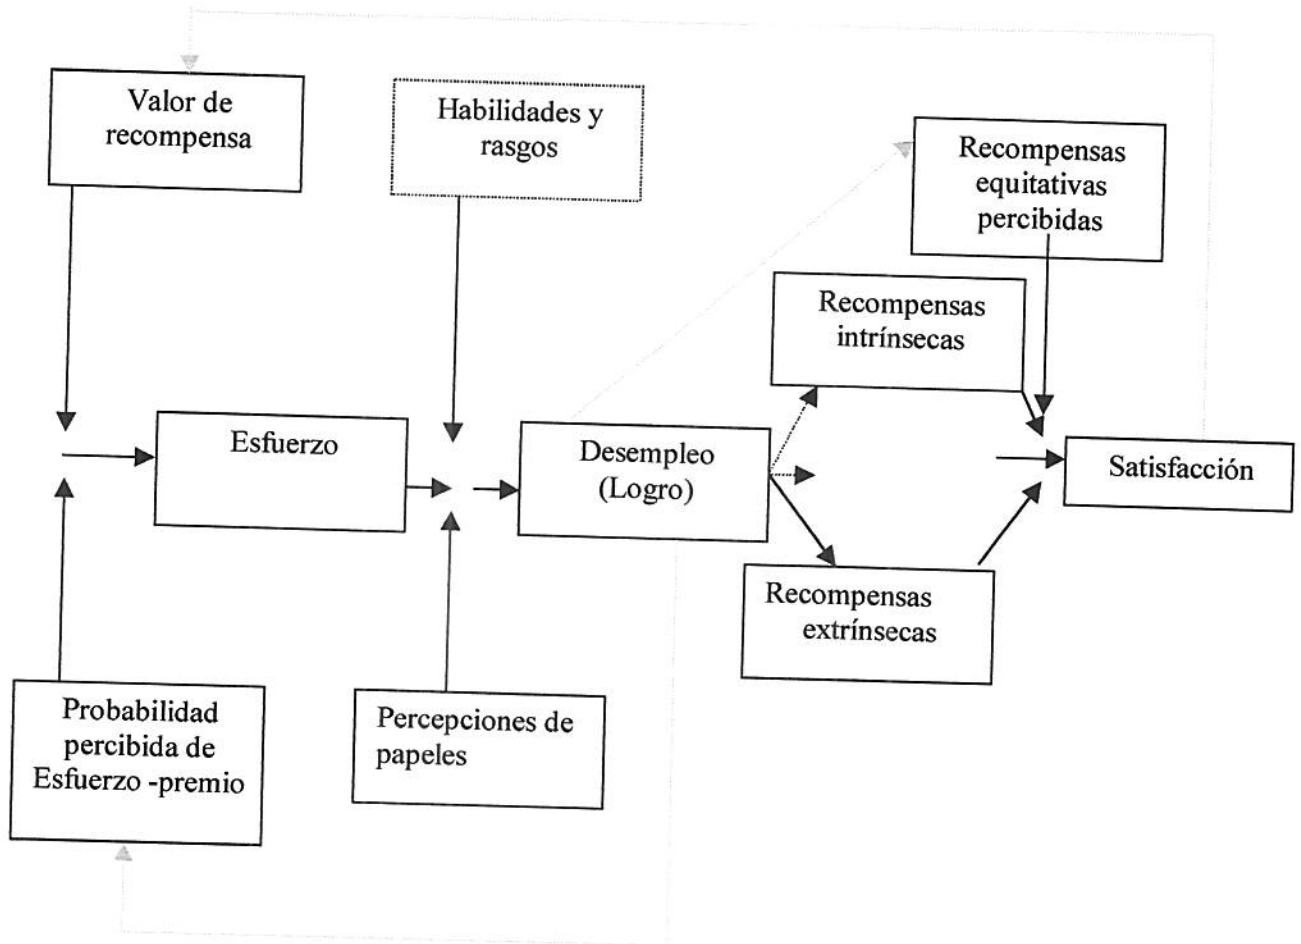 Valor de
recompensa
Habilidades y
rasgos
Recompensas
equitativas
percibidas
Recompensas
intrínsecas
Esfuerzo
Desempleo
(Logro)
Satisfacción
Recompensas
extrínsecas
Probabilidad
percibida de
Esfuerzo -premio
Percepciones de
papeles